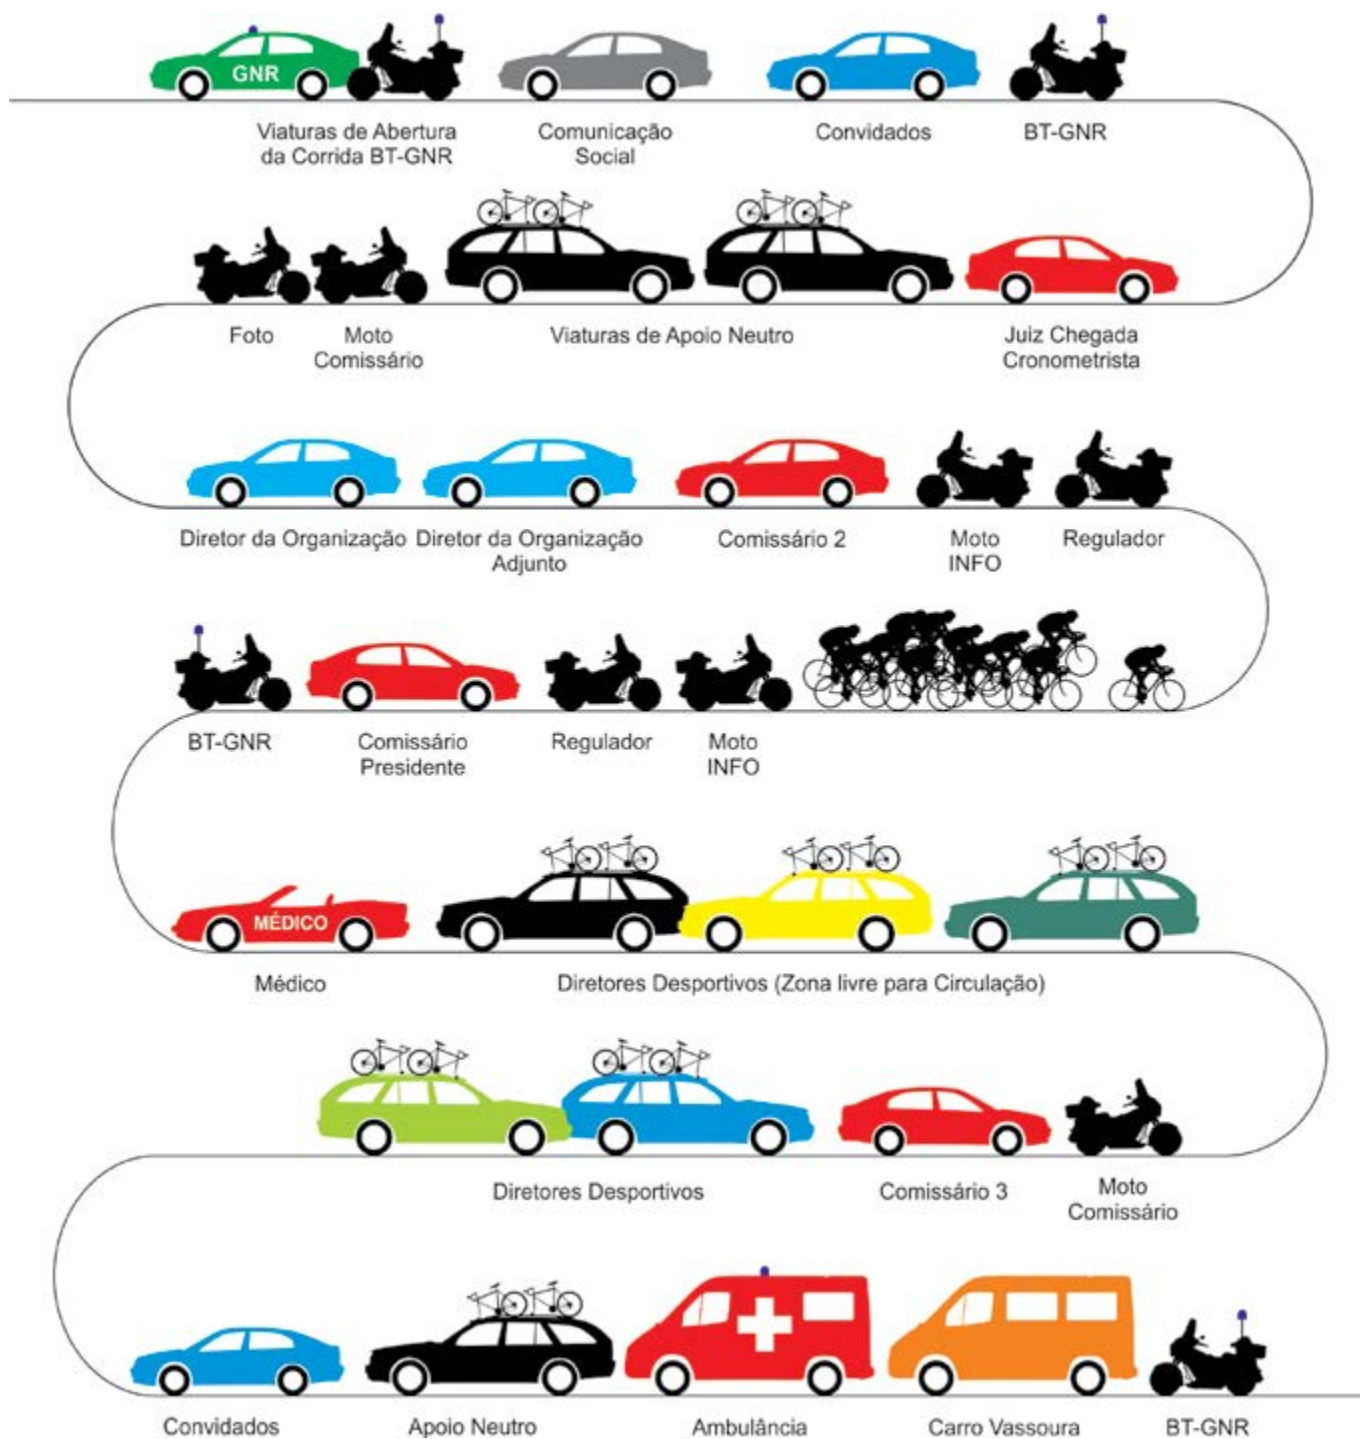 GNR
Viaturas de Abertura
da Corrida BT-GNR
Comunicação
Social
Convidados
BT-GNR
Foto
Moto
Comissário
Viaturas de Apoio Neutro
Juiz Chegada
Cronometrista
Diretor da Organização
Diretor da Organização
Adjunto
Comissário 2
Moto
INFO
Regulador
BT-GNR
Comissário
Presidente
Regulador
Moto
INFO
MÉDICO
Médico
Diretores Desportivos (Zona livre para Circulação)
Diretores Desportivos
Comissário 3
Moto
Comissário
Convidados
Apoio Neutro
Ambulância
Carro Vassoura
BT-GNR